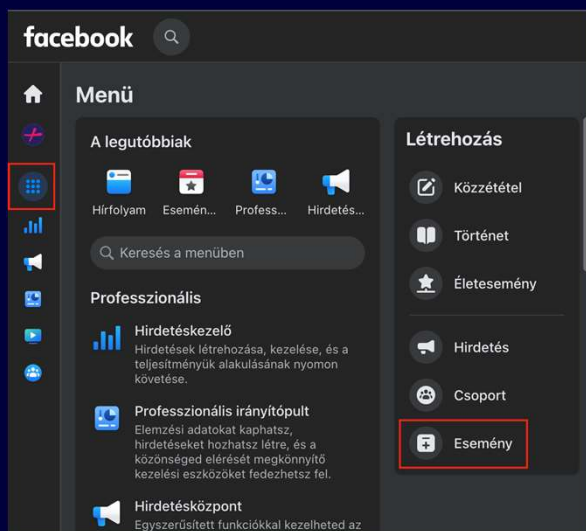 facebook
Menü
A legutóbbiak
Hírfolyam
Esemén...
Profess...
Hirdetés...
Keresés a menüben
Professzionális
Hirdetéskezelő
Hirdetések létrehozása, kezelése, és a
teljesítményük alakulásának nyomon
követése.
Professzionális irányítópult
Elemzési adatokat kaphatsz,
hirdetéseket hozhatsz létre, és a
közönséged elérését megkönnyítő
kezelési eszközöket fedezhetsz fel.
Hirdetésközpont
Egyszerűsített funkciókkal kezelheted az
Létrehozás
Közzététel
Történet
Életesemény
Hirdetés
Csoport
Esemény